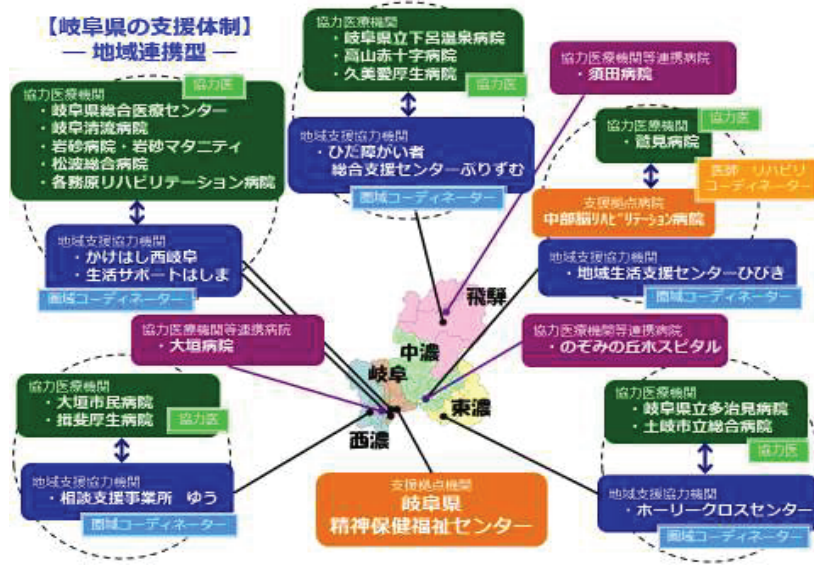 【岐阜県の支援体制】
― 地域連携型 ―
協力医療機関
・岐阜県総合医療センター
・岐阜清流病院
・岩砂病院・岩砂マタニティ
・松波総合病院
・各務原リハビリテーション病院
協力医
地域支援協力機関
・かけはし西岐阜
・生活サポートはしま
圏域コーディネーター
協力医療機関
・岐阜県立下呂温泉病院
・高山赤十字病院
・久美愛厚生病院
協力医
地域支援協力機関
・ひだ障がい者
総合支援センターぷりずむ
圏域コーディネーター
協力医療機関等連携病院
・須田病院
協力医療機関
・鷲見病院
協力医
医師 リハビリ
コーディネーター
支援拠点病院
中部脳リハビリテーション病院
地域支援協力機関
・地域生活支援センターひびき
圏域コーディネーター
協力医療機関等連携病院
・大垣病院
飛騨
中濃
岐阜
西濃
東濃
協力医療機関等連携病院
・のぞみの丘ホスピタル
協力医療機関
・大垣市民病院
・揖斐厚生病院
協力医
地域支援協力機関
・相談支援事業所 ゆう
圏域コーディネーター
支援拠点機関
岐阜県
精神保健福祉センター
協力医療機関
・岐阜県立多治見病院
・土岐市立総合病院
協力医
地域支援協力機関
・ホーリークロスセンター
圏域コーディネーター